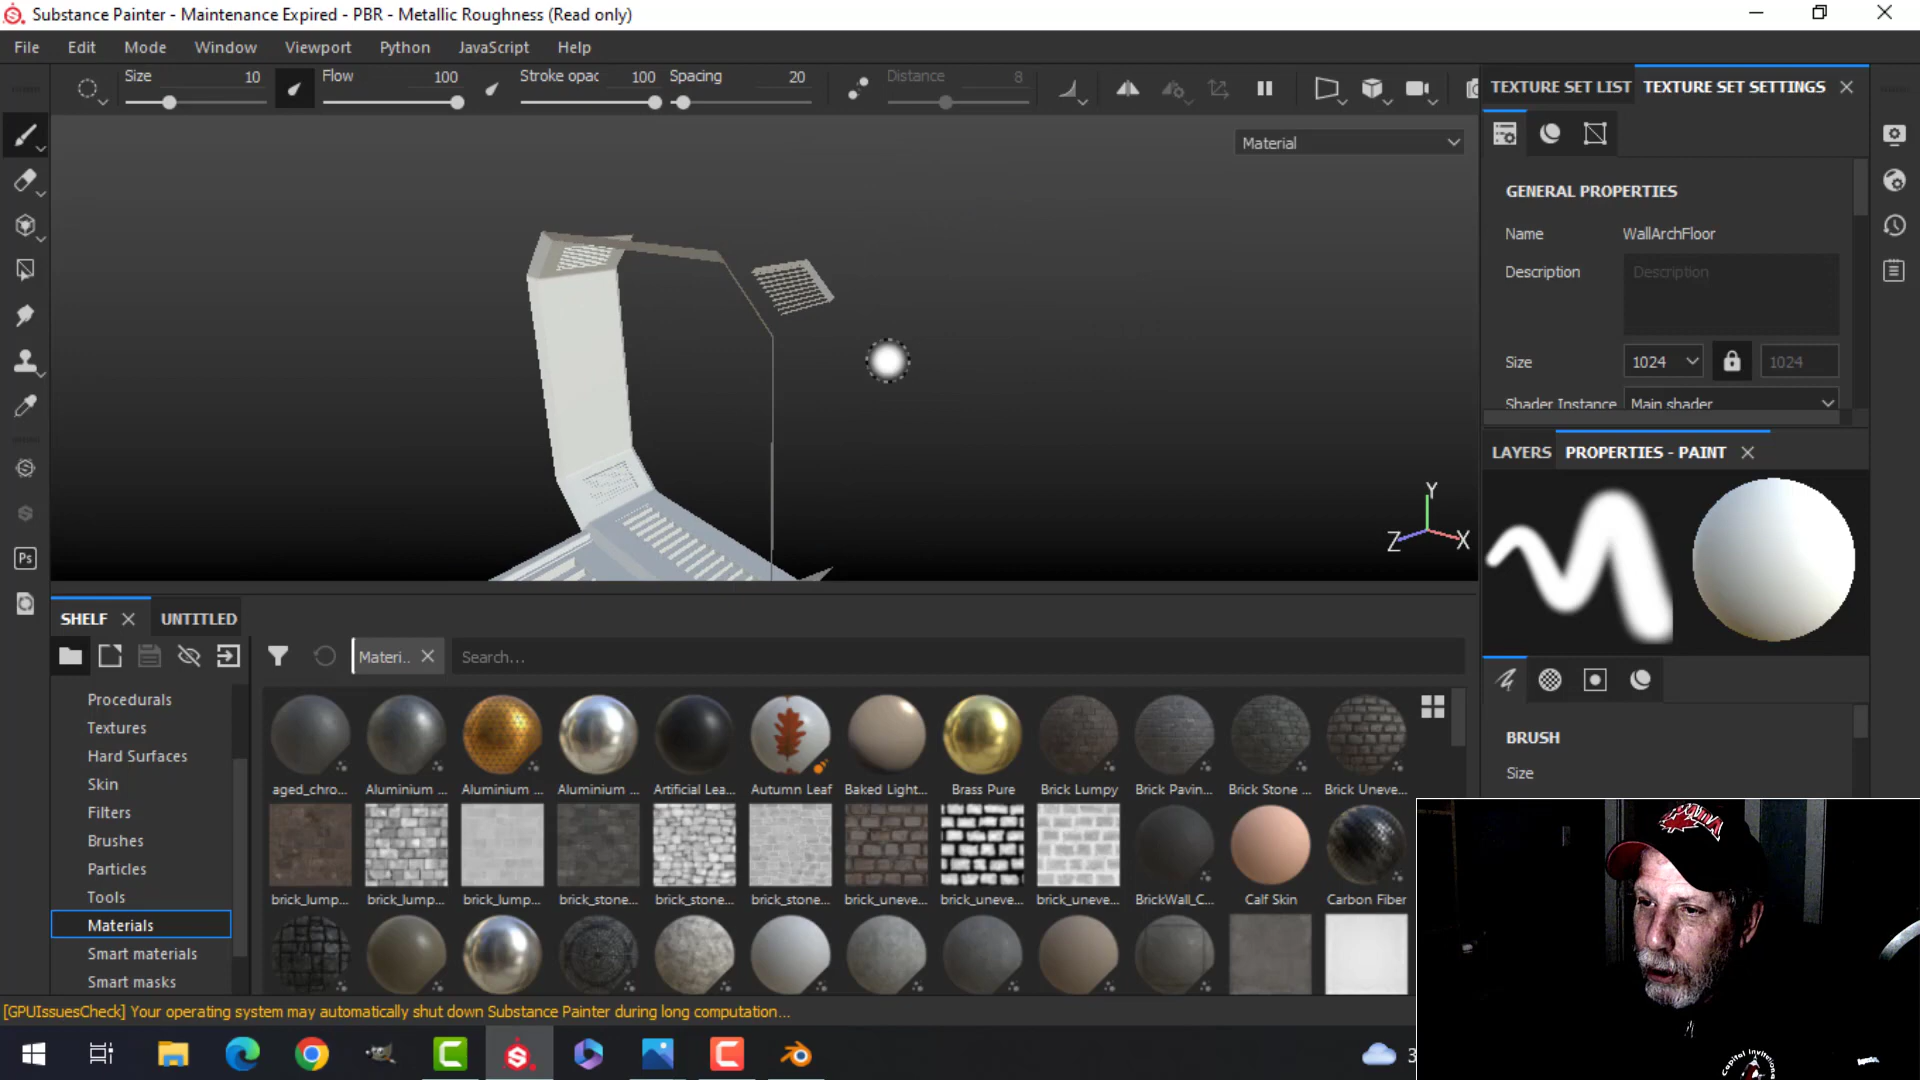 Substance Painter - Maintenance Expired - PBR - Metallic Roughness (Read only)
File Edit Mode Window Viewport Python JavaScript Help
Size 10 Flow 100 Stroke opac 100 Spacing 20 Distance 8
TEXTURE SET LIST TEXTURE SET SETTINGS
Material
GENERAL PROPERTIES
Name WallArchFloor
Description Description
Size 1024 1024
Shader Instance Main shader
LAYERS PROPERTIES - PAINT
Y
Z X
SHELF UNTITLED
Materi.. Search...
Procedurals
Textures
Hard Surfaces
Skin
Filters
Brushes
Particles
Tools
Materials
Smart materials
Smart masks
aged_chro... Aluminium ... Aluminium ... Aluminium ... Artificial Lea... Autumn Leaf Baked Light... Brass Pure Brick Lumpy Brick Pavin... Brick Stone ... Brick Uneve...
brick_lump... brick_lump... brick_lump... brick_stone... brick_stone... brick_stone... brick_uneve... brick_uneve... brick_uneve... BrickWall_C... Calf Skin Carbon Fiber
BRUSH
Size
Ps
[GPUIssuesCheck] Your operating system may automatically shut down Substance Painter during long computation...
3